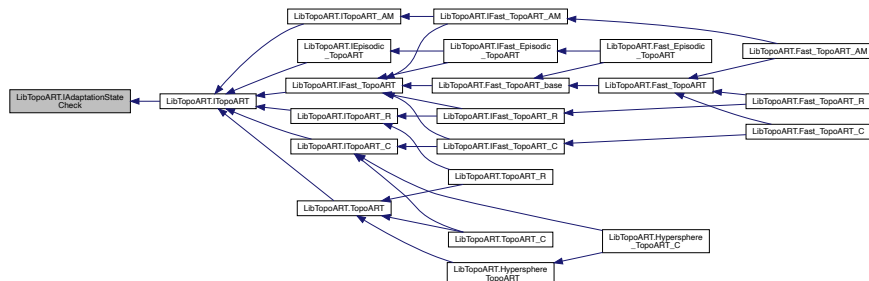 LibTopoART.IAdaptationState
Check
LibTopoART.ITopoART
LibTopoART.ITopoART_AM
LibTopoART.IEpisodic
_TopoART
LibTopoART.IFast_TopoART
LibTopoART.ITopoART_R
LibTopoART.ITopoART_C
LibTopoART.TopoART
LibTopoART.IFast_TopoART_AM
LibTopoART.IFast_Episodic
_TopoART
LibTopoART.Fast_TopoART_base
LibTopoART.IFast_TopoART_R
LibTopoART.IFast_TopoART_C
LibTopoART.TopoART_R
LibTopoART.TopoART_C
LibTopoART.Hypersphere
TopoART
LibTopoART.Fast_Episodic
_TopoART
LibTopoART.Fast_TopoART
LibTopoART.Hypersphere
_TopoART_C
LibTopoART.Fast_TopoART_AM
LibTopoART.Fast_TopoART_R
LibTopoART.Fast_TopoART_C